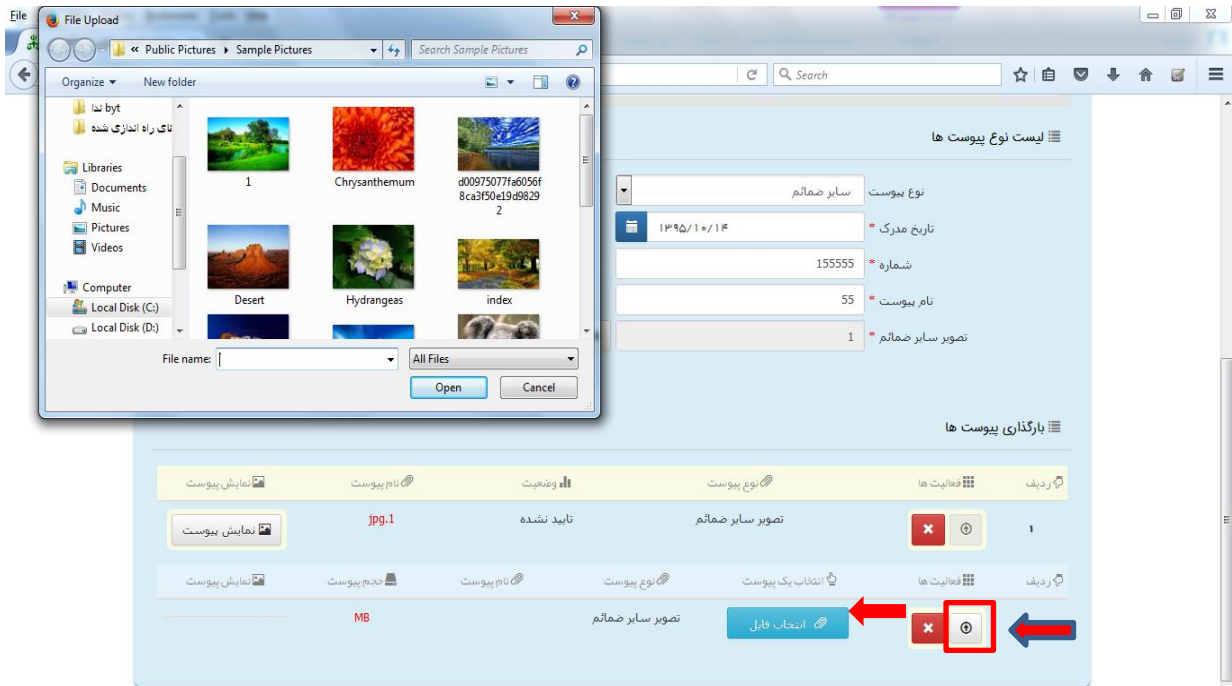 File
File Upload
« Public Pictures ▸ Sample Pictures
Search Sample Pictures
Organize
New folder
ندا byt
های راه اندازی شده
Libraries
Documents
Music
Pictures
Videos
Computer
Local Disk (C:)
Local Disk (D:)
1
Chrysanthemum
d00975077fa6056f
8ca3f50e19d9829
2
Desert
Hydrangeas
index
File name:
All Files
Open
Cancel
Search
لیست نوع پیوست ها
نوع پیوست
سایر ضمائم
تاریخ مدرک *
۱۳۹۵/۱۰/۱۴
شماره *
155555
نام پیوست *
55
تصویر سایر ضمائم *
1
بارگذاری پیوست ها
ردیف فعالیت ها نوع پیوست وضعیت نام پیوست نمایش پیوست
۱ تصویر سایر ضمائم تایید نشده jpg.1 نمایش پیوست
ردیف فعالیت ها انتخاب یک پیوست نوع پیوست نام پیوست حجم پیوست نمایش پیوست
انتخاب فایل تصویر سایر ضمائم MB